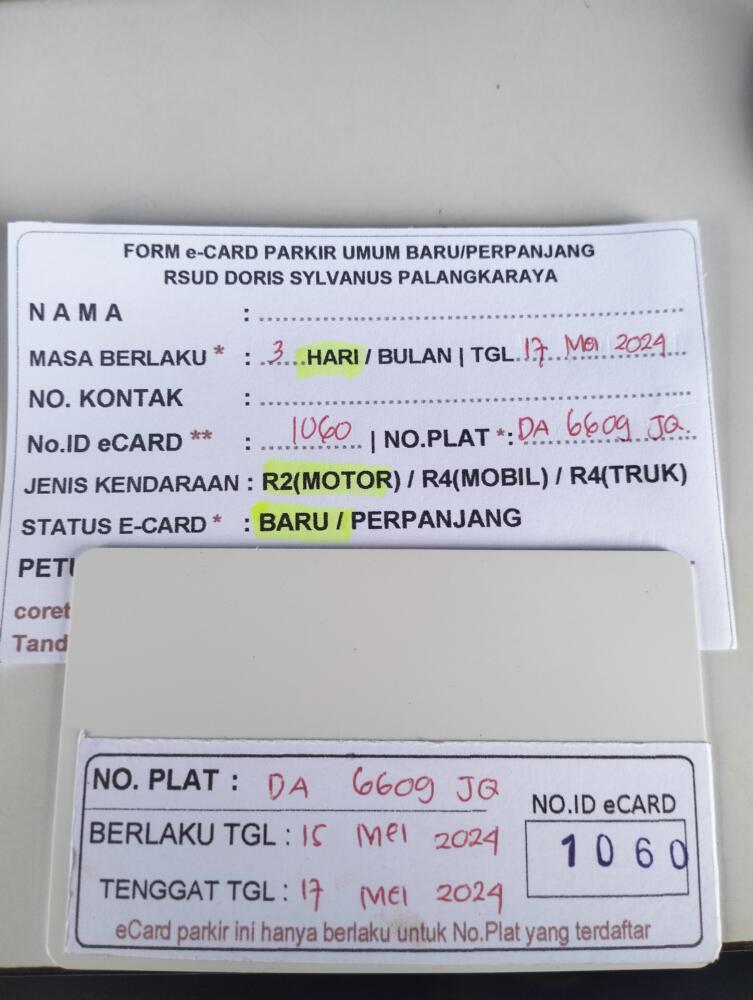 FORM e-CARD PARKIR UMUM BARU/PERPANJANG
RSUD DORIS SYLVANUS PALANGKARAYA
N A M A :
MASA BERLAKU * : 3 HARI / BULAN | TGL. 17 Mei 2024
NO. KONTAK :
No.ID eCARD ** : 1060 | NO.PLAT *: DA 6609 JQ.
JENIS KENDARAAN : R2(MOTOR) / R4(MOBIL) / R4(TRUK)
STATUS E-CARD * : BARU / PERPANJANG
coret
NO. PLAT : DA 6609 JQ
NO.ID eCARD
BERLAKU TGL : 15 MEI 2024
1060
TENGGAT TGL : 17 MEI 2024
eCard parkir ini hanya berlaku untuk No.Plat yang terdaftar